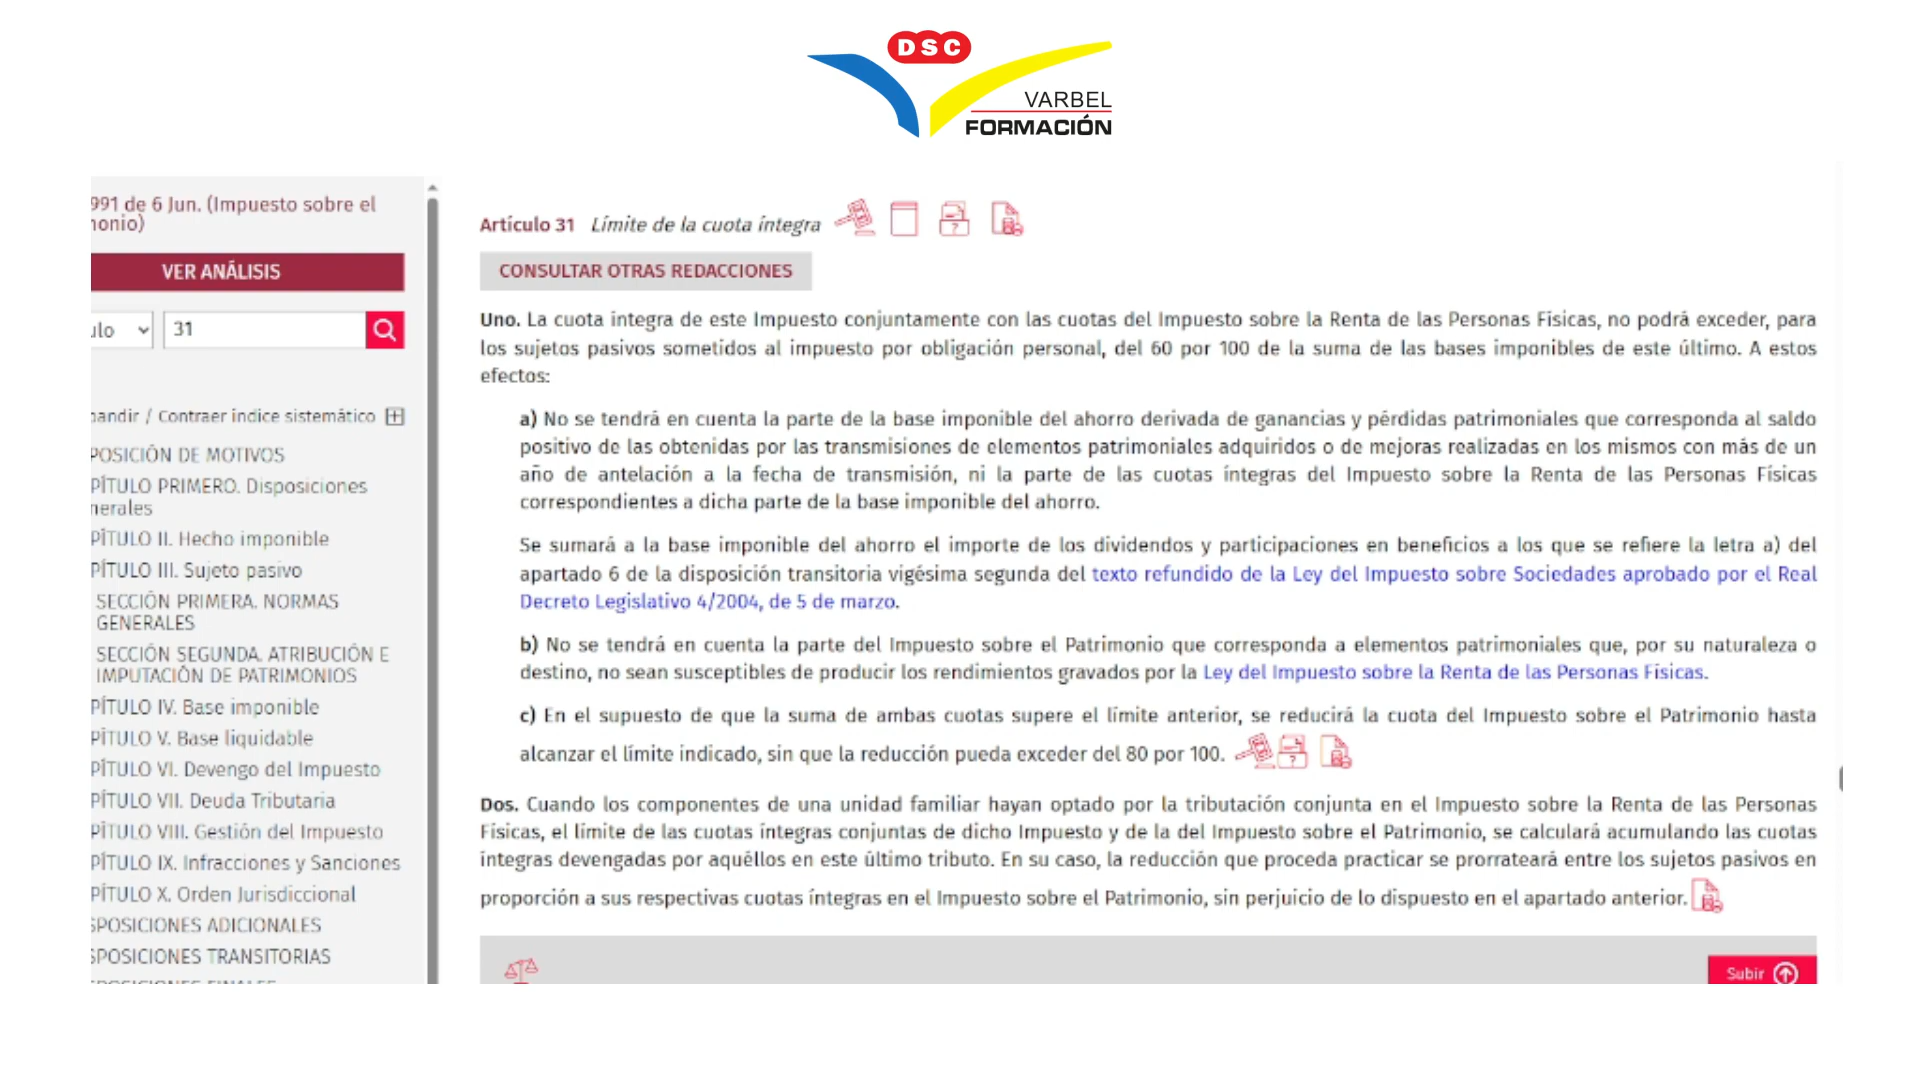 DSC
VARBEL
FORMACIÓN
991 de 6 Jun. (Impuesto sobre el
nonio)
VER ANÁLISIS
ulo
31
pandir / Contraer índice sistemático
POSICIÓN DE MOTIVOS
PÍTULO PRIMERO. Disposiciones
nerales
PÍTULO II. Hecho imponible
PÍTULO III. Sujeto pasivo
SECCIÓN PRIMERA. NORMAS
GENERALES
SECCIÓN SEGUNDA. ATRIBUCIÓN E
IMPUTACIÓN DE PATRIMONIOS
PÍTULO IV. Base imponible
PÍTULO V. Base liquidable
PÍTULO VI. Devengo del Impuesto
PÍTULO VII. Deuda Tributaria
PÍTULO VIII. Gestión del Impuesto
PÍTULO IX. Infracciones y Sanciones
PÍTULO X. Orden Jurisdiccional
SPOSICIONES ADICIONALES
SPOSICIONES TRANSITORIAS
Artículo 31 Límite de la cuota íntegra
CONSULTAR OTRAS REDACCIONES
Uno. La cuota íntegra de este Impuesto conjuntamente con las cuotas del Impuesto sobre la Renta de las Personas Físicas, no podrá exceder, para
los sujetos pasivos sometidos al impuesto por obligación personal, del 60 por 100 de la suma de las bases imponibles de este último. A estos
efectos:
a) No se tendrá en cuenta la parte de la base imponible del ahorro derivada de ganancias y pérdidas patrimoniales que corresponda al saldo
positivo de las obtenidas por las transmisiones de elementos patrimoniales adquiridos o de mejoras realizadas en los mismos con más de un
año de antelación a la fecha de transmisión, ni la parte de las cuotas íntegras del Impuesto sobre la Renta de las Personas Físicas
correspondientes a dicha parte de la base imponible del ahorro.
Se sumará a la base imponible del ahorro el importe de los dividendos y participaciones en beneficios a los que se refiere la letra a) del
apartado 6 de la disposición transitoria vigésima segunda del texto refundido de la Ley del Impuesto sobre Sociedades aprobado por el Real
Decreto Legislativo 4/2004, de 5 de marzo.
b) No se tendrá en cuenta la parte del Impuesto sobre el Patrimonio que corresponda a elementos patrimoniales que, por su naturaleza o
destino, no sean susceptibles de producir los rendimientos gravados por la Ley del Impuesto sobre la Renta de las Personas Físicas.
c) En el supuesto de que la suma de ambas cuotas supere el límite anterior, se reducirá la cuota del Impuesto sobre el Patrimonio hasta
alcanzar el límite indicado, sin que la reducción pueda exceder del 80 por 100.
Dos. Cuando los componentes de una unidad familiar hayan optado por la tributación conjunta en el Impuesto sobre la Renta de las Personas
Físicas, el límite de las cuotas íntegras conjuntas de dicho Impuesto y de la del Impuesto sobre el Patrimonio, se calculará acumulando las cuotas
íntegras devengadas por aquéllos en este último tributo. En su caso, la reducción que proceda practicar se prorrateará entre los sujetos pasivos en
proporción a sus respectivas cuotas íntegras en el Impuesto sobre el Patrimonio, sin perjuicio de lo dispuesto en el apartado anterior.
Subir